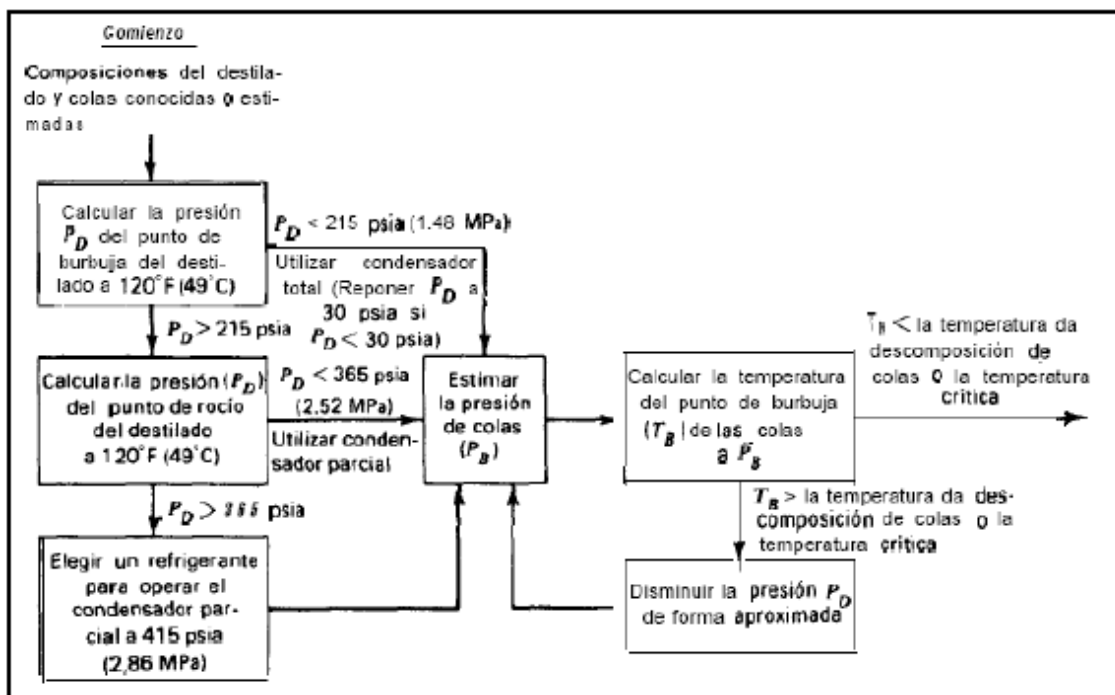 Gomienzo
Composiciones del destila-
do y colas conocidas o esti-
madas
Calcular la presión
P_D del punto de
burbuja del desti-
lado a 120°F (49°C)
P_D < 215 psia (1.48 MPa)
Utilizar condensador
total (Reponer P_D a
30 psia si
P_D < 30 psia)
P_D > 215 psia
Calcular la presión (P_D)
del punto de rocío
del destilado
a 120°F (49°C)
P_D < 365 psia
(2.52 MPa)
Utilizar conden-
sador parcial
P_D > 365 psia
Elegir un refrigerante
para operar el
condensador par-
cial a 415 psia
(2,86 MPa)
Estimar
la presión
de colas
(P_B)
Calcular la temperatura
del punto de burbuja
(T_B) de las colas
a P_B
T_B < la temperatura da
descomposición de
colas o la temperatura
crítica
T_B > la temperatura da des-
composición de colas o la
temperatura crítica
Disminuir la presión P_D
de forma aproximada